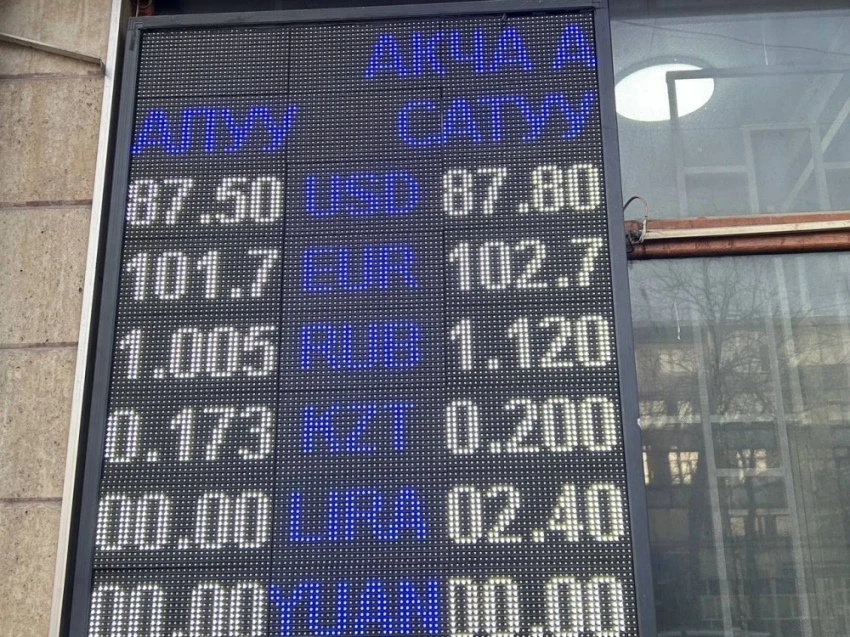 АКЧА А
АЛУУ САТУУ
87.50 USD 87.80
101.7 EUR 102.7
1.005 RUB 1.120
0.173 KZT 0.200
00.00 LIRA 02.40
00.00 YUAN 00.00